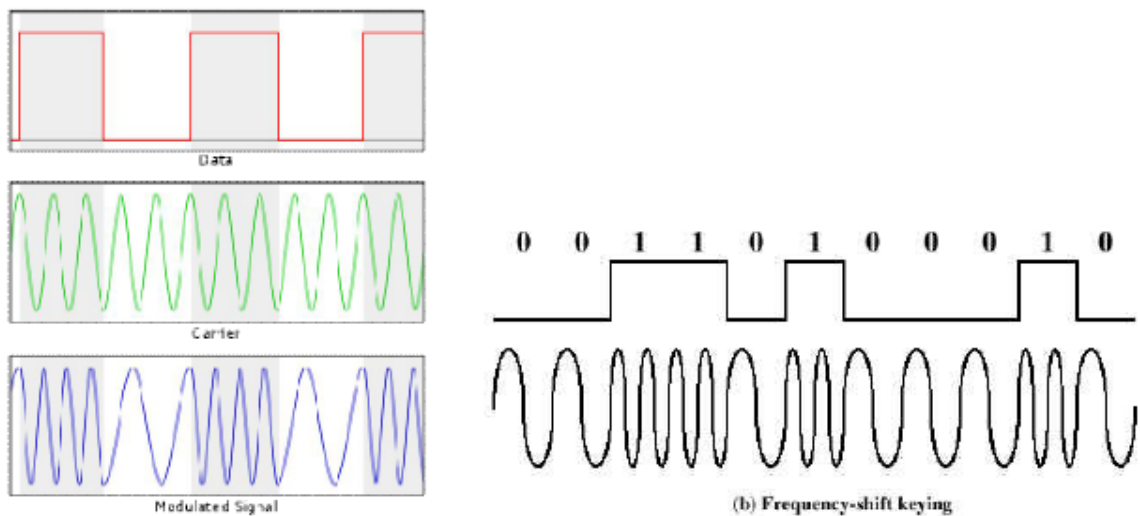 Data
Carrier
Modulated Signal
0 0 1 1 0 1 0 0 0 1 0
(b) Frequency-shift keying